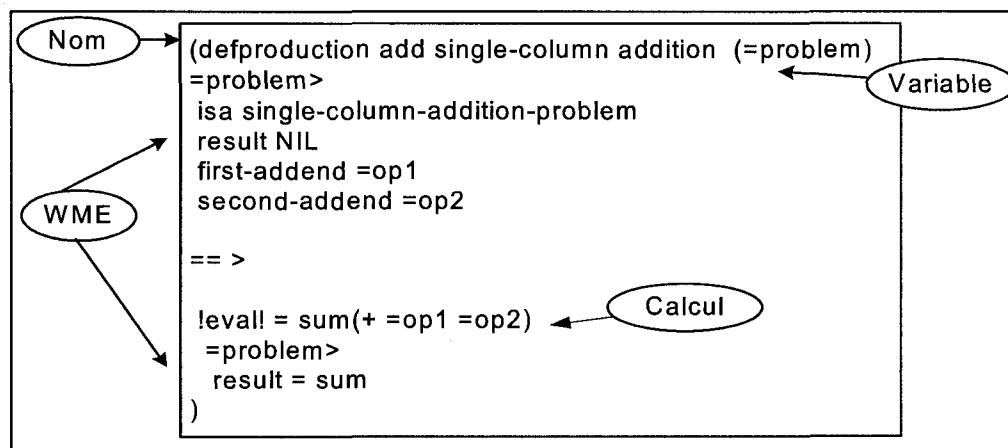 Nom
(defproduction add single-column addition (=problem)
=problem>
Variable
isa single-column-addition-problem
result NIL
first-addend =op1
second-addend =op2
WME
== >
Calcul
!eval! = sum(+ =op1 =op2)
=problem>
result = sum
)